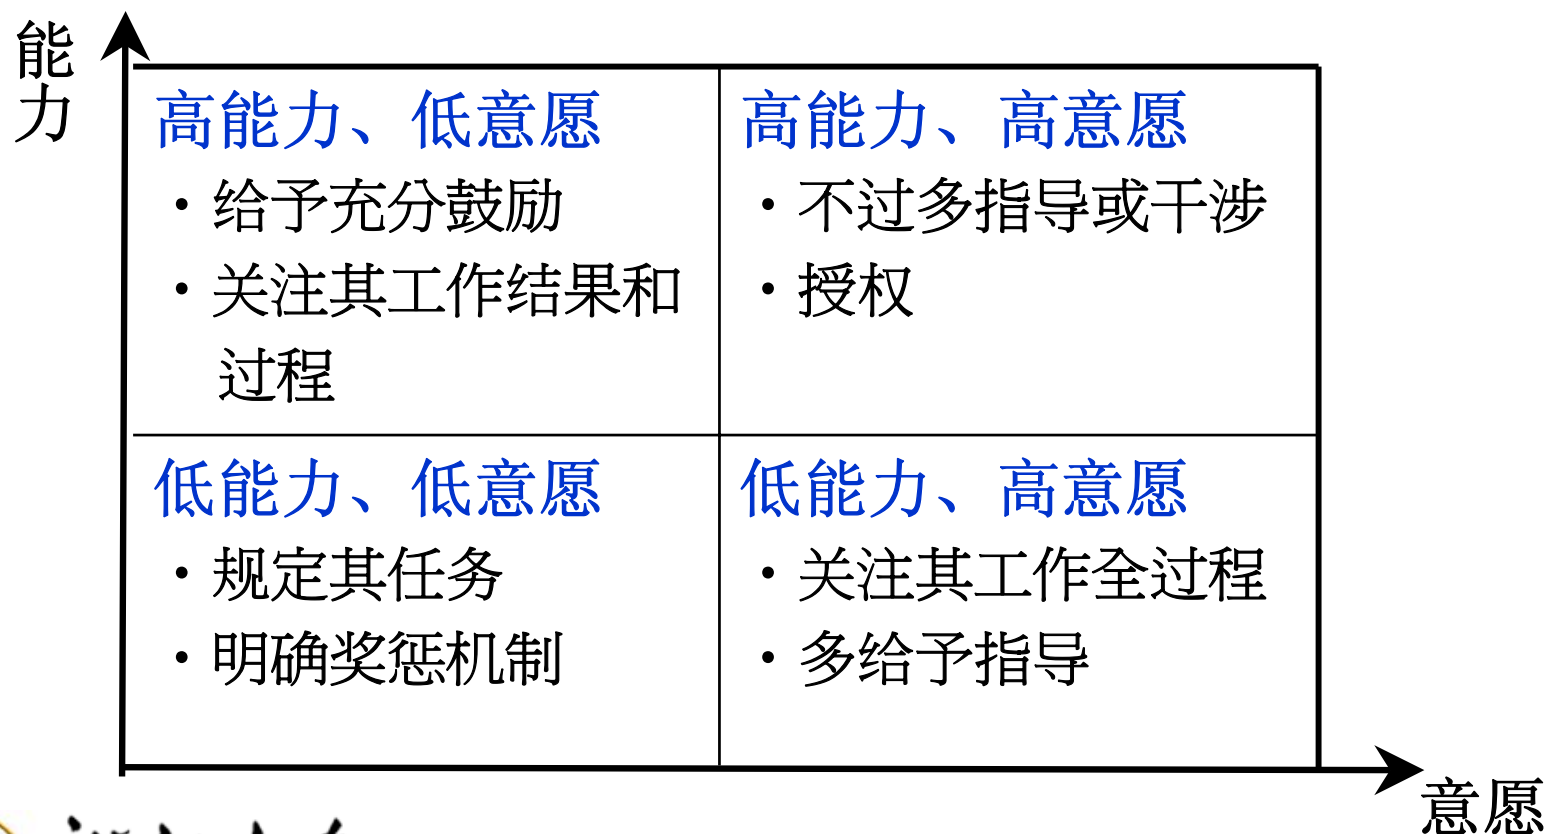 能力
高能力、低意愿
・给予充分鼓励
・关注其工作结果和
过程
高能力、高意愿
・不过多指导或干涉
・授权
低能力、低意愿
・规定其任务
・明确奖惩机制
低能力、高意愿
・关注其工作全过程
・多给予指导
意愿